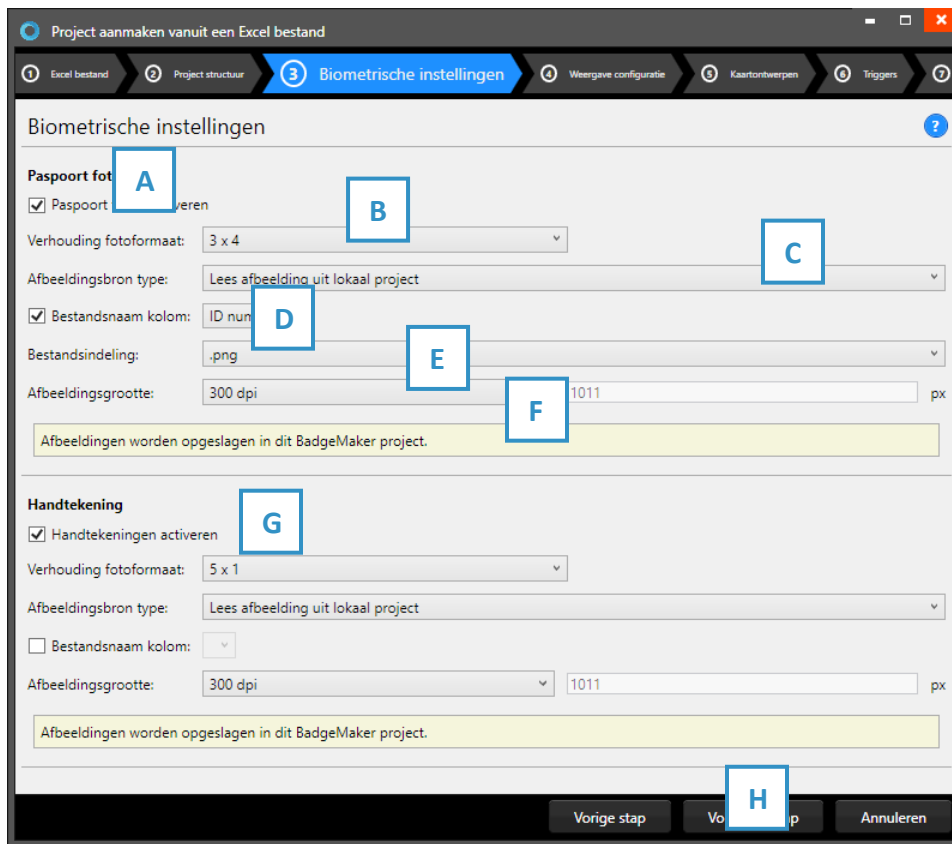 Project aanmaken vanuit een Excel bestand
1 Excel bestand 2 Project structuur 3 Biometrische instellingen 4 Weergave configuratie 5 Kaartontwerpen 6 Triggers 7
Biometrische instellingen ?
Paspoort fot
A
Paspoort veren
B
Verhouding fotoformaat: 3 x 4
C
Afbeeldingsbron type: Lees afbeelding uit lokaal project
Bestandsnaam kolom: ID num
D
Bestandsindeling: .png
E
Afbeeldingsgrootte: 300 dpi 1011 px
F
Afbeeldingen worden opgeslagen in dit BadgeMaker project.
Handtekening
G
Handtekeningen activeren
Verhouding fotoformaat: 5 x 1
Afbeeldingsbron type: Lees afbeelding uit lokaal project
Bestandsnaam kolom:
Afbeeldingsgrootte: 300 dpi 1011 px
Afbeeldingen worden opgeslagen in dit BadgeMaker project.
H
Vorige stap Vo p Annuleren